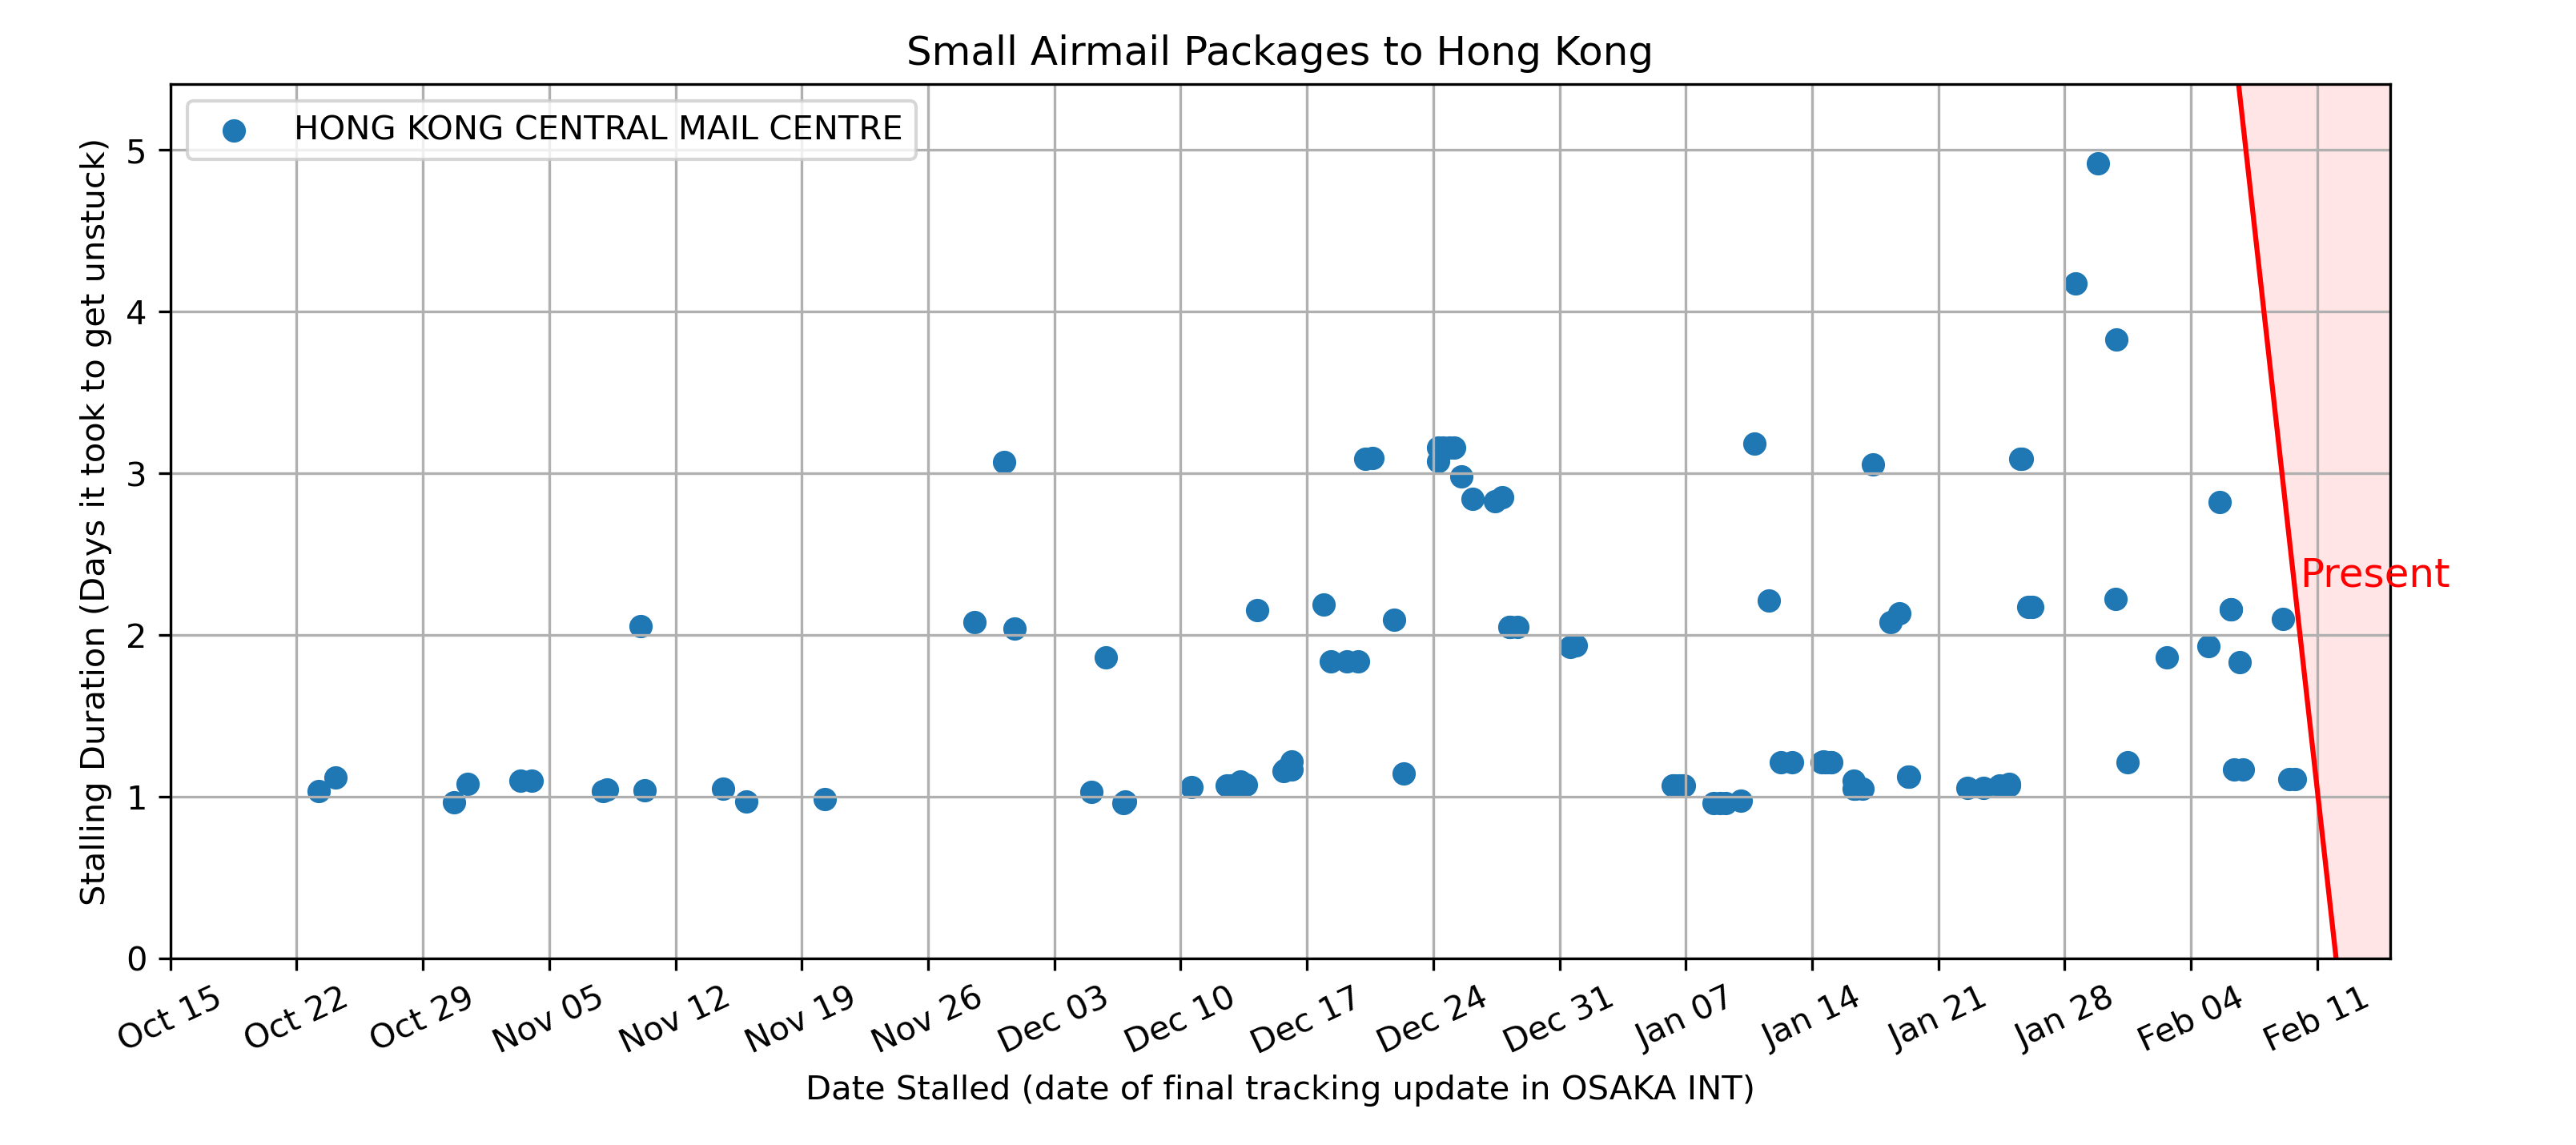 Small Airmail Packages to Hong Kong
HONG KONG CENTRAL MAIL CENTRE
Stalling Duration (Days it took to get unstuck)
5
4
3
2
1
0
Present
Oct 15
Oct 22
Oct 29
Nov 05
Nov 12
Nov 19
Nov 26
Dec 03
Dec 10
Dec 17
Dec 24
Dec 31
Jan 07
Jan 14
Jan 21
Jan 28
Feb 04
Feb 11
Date Stalled (date of final tracking update in OSAKA INT)